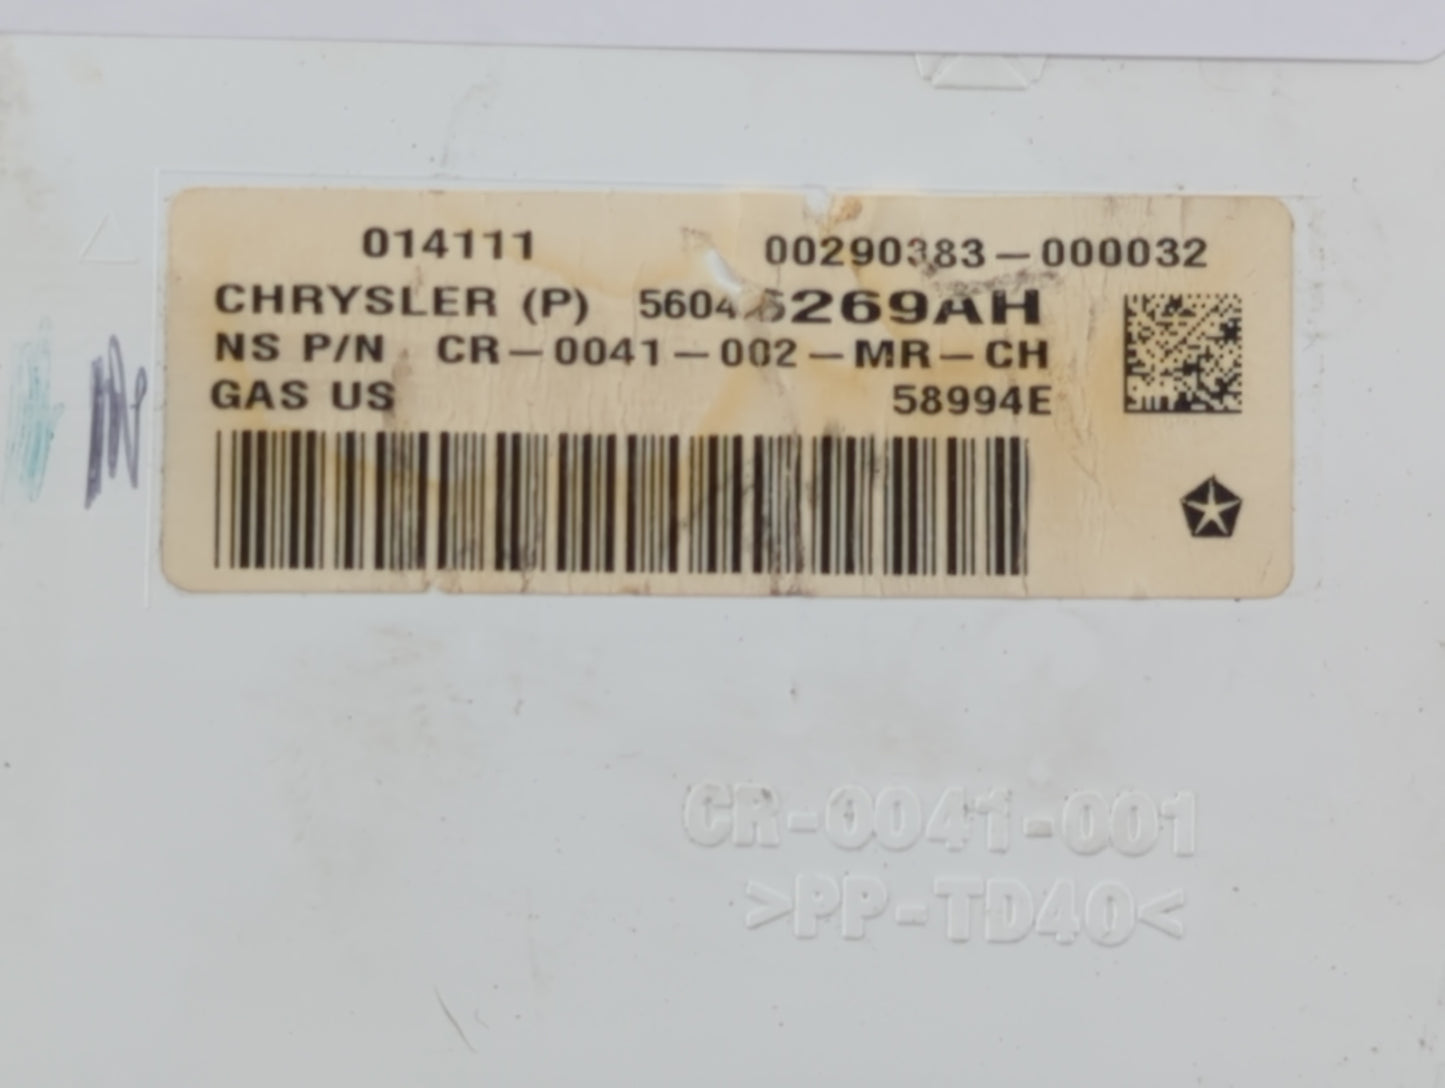 014111 00290383-000032
CHRYSLER (P)
NS P/N CR-0041-002-MR-CH
GAS US 58994E
CR-0041-001
>PP-TD40<